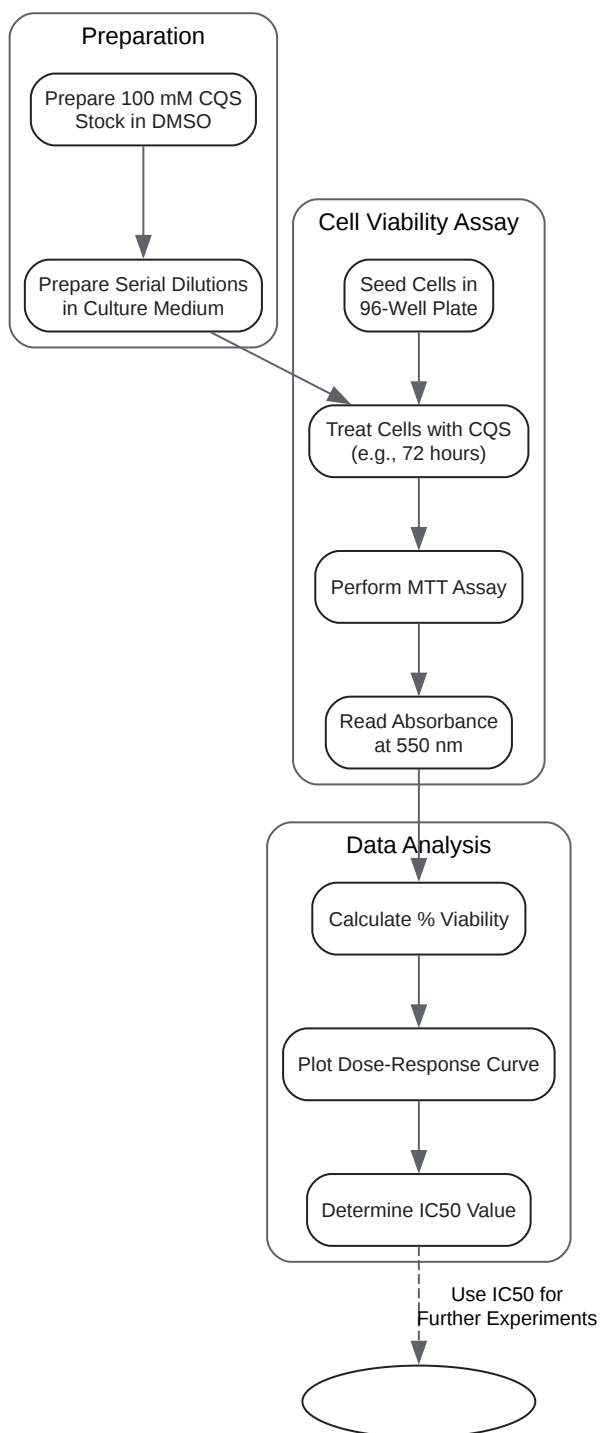 Preparation
Prepare 100 mM CQS
Stock in DMSO
Prepare Serial Dilutions
in Culture Medium
Cell Viability Assay
Seed Cells in
96-Well Plate
Treat Cells with CQS
(e.g., 72 hours)
Perform MTT Assay
Read Absorbance
at 550 nm
Data Analysis
Calculate % Viability
Plot Dose-Response Curve
Determine IC50 Value
Use IC50 for
Further Experiments